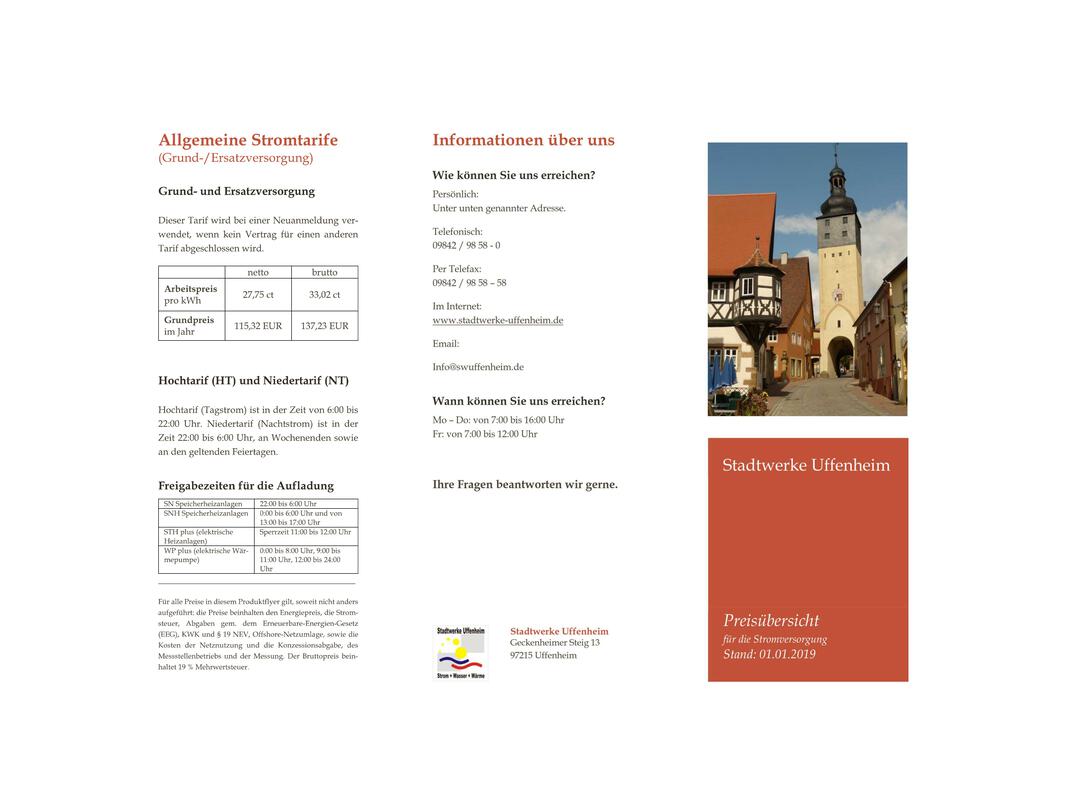 Allgemeine Stromtarife
(Grund-/Ersatzversorgung)
Grund- und Ersatzversorgung
Dieser Tarif wird bei einer Neuanmeldung ver-
wendet, wenn kein Vertrag für einen anderen
Tarif abgeschlossen wird.
netto brutto
Arbeitspreis
pro kWh 27,75 ct 33,02 ct
Grundpreis
im Jahr 115,32 EUR 137,23 EUR
Hochtarif (HT) und Niedertarif (NT)
Hochtarif (Tagstrom) ist in der Zeit von 6:00 bis
22:00 Uhr. Niedertarif (Nachtstrom) ist in der
Zeit 22:00 bis 6:00 Uhr, an Wochenenden sowie
an den geltenden Feiertagen.
Freigabezeiten für die Aufladung
SN Speicherheizanlagen 22:00 bis 6:00 Uhr
SNH Speicherheizanlagen 0:00 bis 6:00 Uhr und von
13:00 bis 17:00 Uhr
STH plus (elektrische Sperrzeit 11:00 bis 12:00 Uhr
Heizanlagen)
WP plus (elektrische Wär- 0:00 bis 8:00 Uhr, 9:00 bis
mepumpe) 11:00 Uhr, 12:00 bis 24:00
Uhr
Für alle Preise in diesem Produktflyer gilt, soweit nicht anders
aufgeführt: die Preise beinhalten den Energiepreis, die Strom-
steuer, Abgaben gem. dem Erneuerbare-Energien-Gesetz
(EEG), KWK und § 19 NEV, Offshore-Netzumlage, sowie die
Kosten der Netznutzung und die Konzessionsabgabe, des
Messstellenbetriebs und der Messung. Der Bruttopreis bein-
haltet 19 % Mehrwertsteuer.
Informationen über uns
Wie können Sie uns erreichen?
Persönlich:
Unter unten genannter Adresse.
Telefonisch:
09842 / 98 58 - 0
Per Telefax:
09842 / 98 58 – 58
Im Internet:
www.stadtwerke-uffenheim.de
Email:
Info@swuffenheim.de
Wann können Sie uns erreichen?
Mo – Do: von 7:00 bis 16:00 Uhr
Fr: von 7:00 bis 12:00 Uhr
Ihre Fragen beantworten wir gerne.
Stadtwerke Uffenheim
Strom • Wasser • Wärme
Stadtwerke Uffenheim
Geckenheimer Steig 13
97215 Uffenheim
Stadtwerke Uffenheim
Preisübersicht
für die Stromversorgung
Stand: 01.01.2019